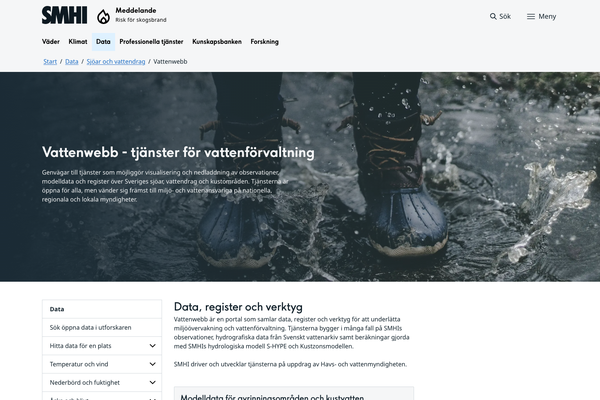 SMHI
Meddelande
Risk för skogsbrand
Sök
Meny
Väder
Klimat
Data
Professionella tjänster
Kunskapsbanken
Forskning
Start / Data / Sjöar och vattendrag / Vattenwebb
Vattenwebb - tjänster för vattenförvaltning
Genvägar till tjänster som möjliggör visualisering och nedladdning av observationer,
modelldata och register över Sveriges sjöar, vattendrag och kustområden. Tjänsterna är
öppna för alla, men vänder sig främst till miljö- och vattenansvariga på nationella,
regionala och lokala myndigheter.
Data
Sök öppna data i utforskaren
Hitta data för en plats
Temperatur och vind
Nederbörd och fuktighet
Data, register och verktyg
Vattenwebb är en portal som samlar data, register och verktyg för att underlätta
miljöövervakning och vattenförvaltning. Tjänsterna bygger i många fall på SMHIs
observationer, hydrografiska data från Svenskt vattenarkiv samt beräkningar gjorda
med SMHIs hydrologiska modell S-HYPE och Kustzonsmodellen.
SMHI driver och utvecklar tjänsterna på uppdrag av Havs- och vattenmyndigheten.
Modelldata för avrinningsområden och kustvatten